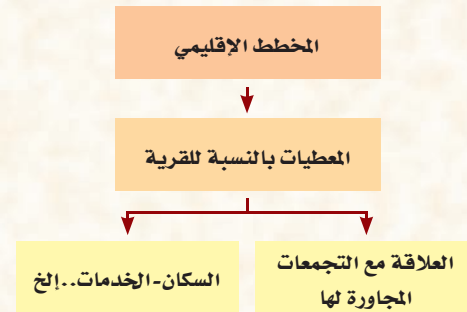 المخطط الإقليمي
المعطيات بالنسبة للقرية
العلاقة مع التجمعات
المجاورة لها
السكان-الخدمات..إلخ